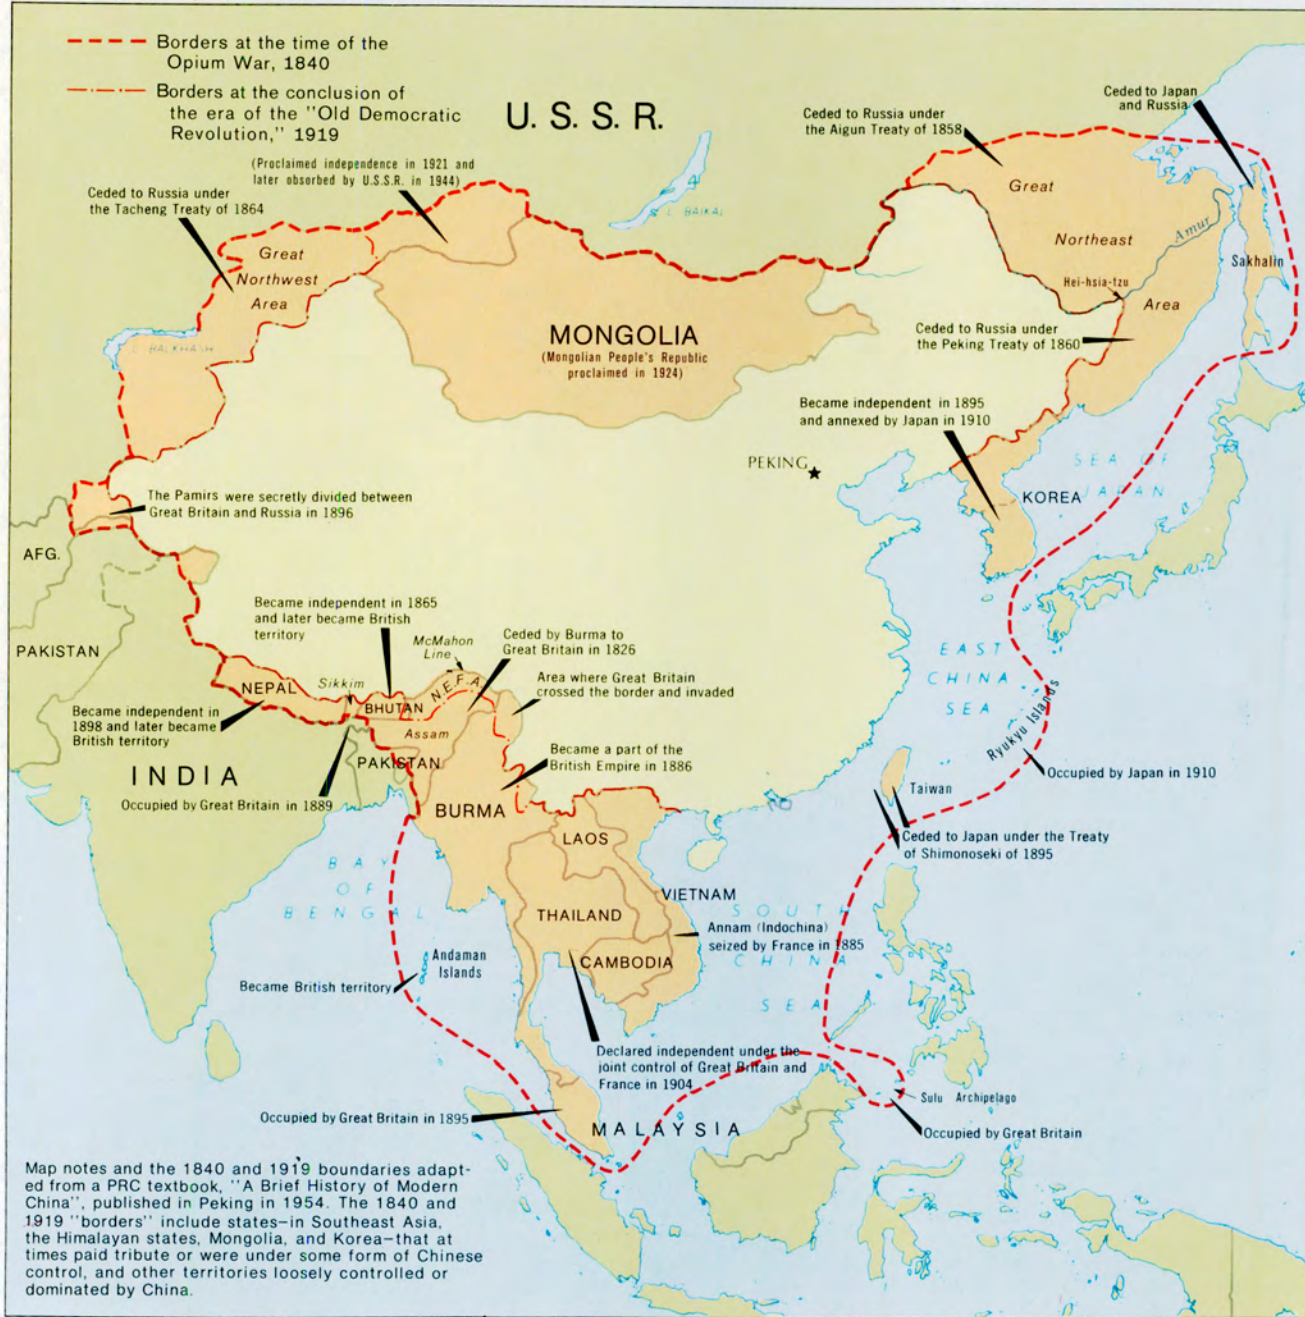 Borders at the time of the
Opium War, 1840
Borders at the conclusion of
the era of the "Old Democratic
Revolution," 1919
U. S. S. R.
(Proclaimed independence in 1921 and
later obsorbed by U.S.S.R. in 1944)
Ceded to Russia under
the Tacheng Treaty of 1864
Ceded to Russia under
the Aigun Treaty of 1858
Ceded to Japan
and Russia
L. BAIKAL
Great
Northeast
Area
Amur
Sakhalin
Hei-hsia-tzu
Great
Northwest
Area
L. BALKHASH
MONGOLIA
(Mongolian People's Republic
proclaimed in 1924)
Ceded to Russia under
the Peking Treaty of 1860
Became independent in 1895
and annexed by Japan in 1910
PEKING
SEA OF
JAPAN
KOREA
The Pamirs were secretly divided between
Great Britain and Russia in 1896
AFG.
PAKISTAN
Became independent in 1865
and later became British
territory
McMahon
Line
Ceded by Burma to
Great Britain in 1826
Area where Great Britain
crossed the border and invaded
EAST
CHINA
SEA
NEPAL
Sikkim
BHUTAN
N.E.F.A.
Assam
Became independent in
1898 and later became
British territory
INDIA
PAKISTAN
Became a part of the
British Empire in 1886
Ryukyu Islands
Occupied by Japan in 1910
Occupied by Great Britain in 1889
BURMA
Taiwan
Ceded to Japan under the Treaty
of Shimonoseki of 1895
LAOS
BAY
OF
BENGAL
VIETNAM
THAILAND
SOUTH
CHINA
SEA
Annam (Indochina)
seized by France in 1885
CAMBODIA
Andaman
Islands
Became British territory
Declared independent under the
joint control of Great Britain and
France in 1904
Sulu Archipelago
Occupied by Great Britain in 1895
MALAYSIA
Occupied by Great Britain
Map notes and the 1840 and 1919 boundaries adapt-
ed from a PRC textbook, "A Brief History of Modern
China", published in Peking in 1954. The 1840 and
1919 "borders" include states-in Southeast Asia,
the Himalayan states, Mongolia, and Korea-that at
times paid tribute or were under some form of Chinese
control, and other territories loosely controlled or
dominated by China.